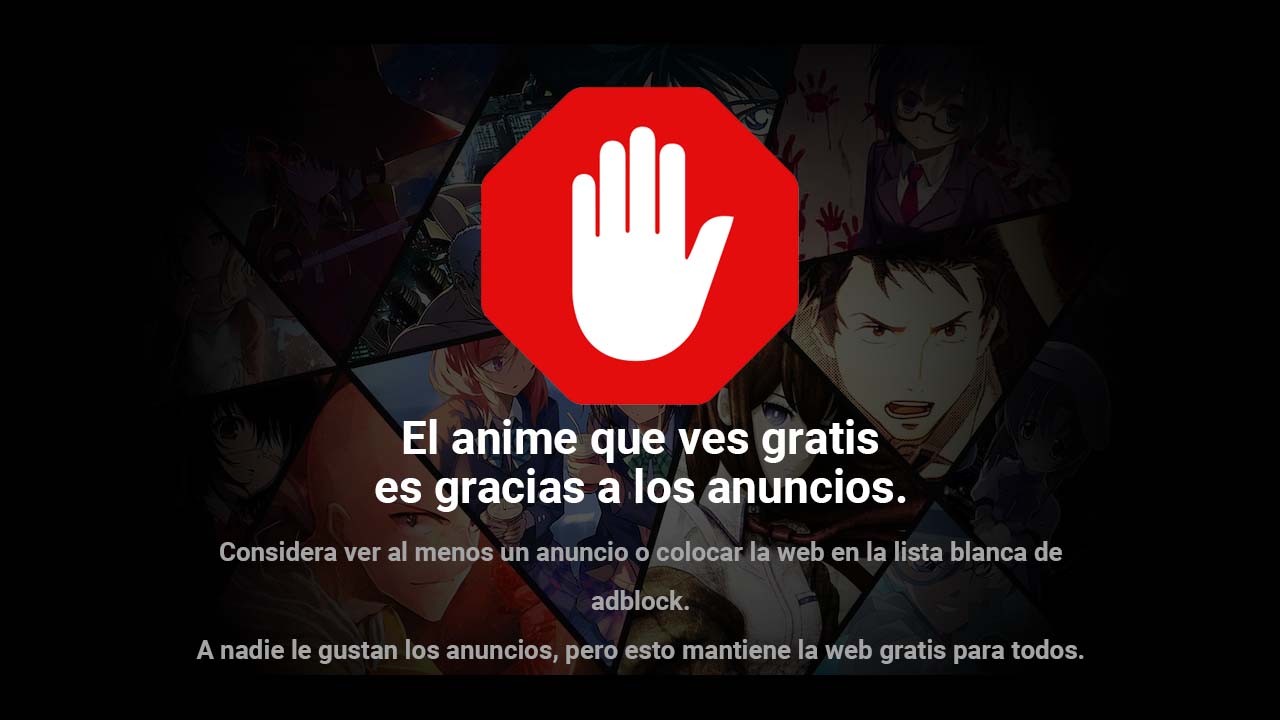 El anime que ves gratis
es gracias a los anuncios.
Considera ver al menos un anuncio o colocar la web en la lista blanca de
adblock.
A nadie le gustan los anuncios, pero esto mantiene la web gratis para todos.